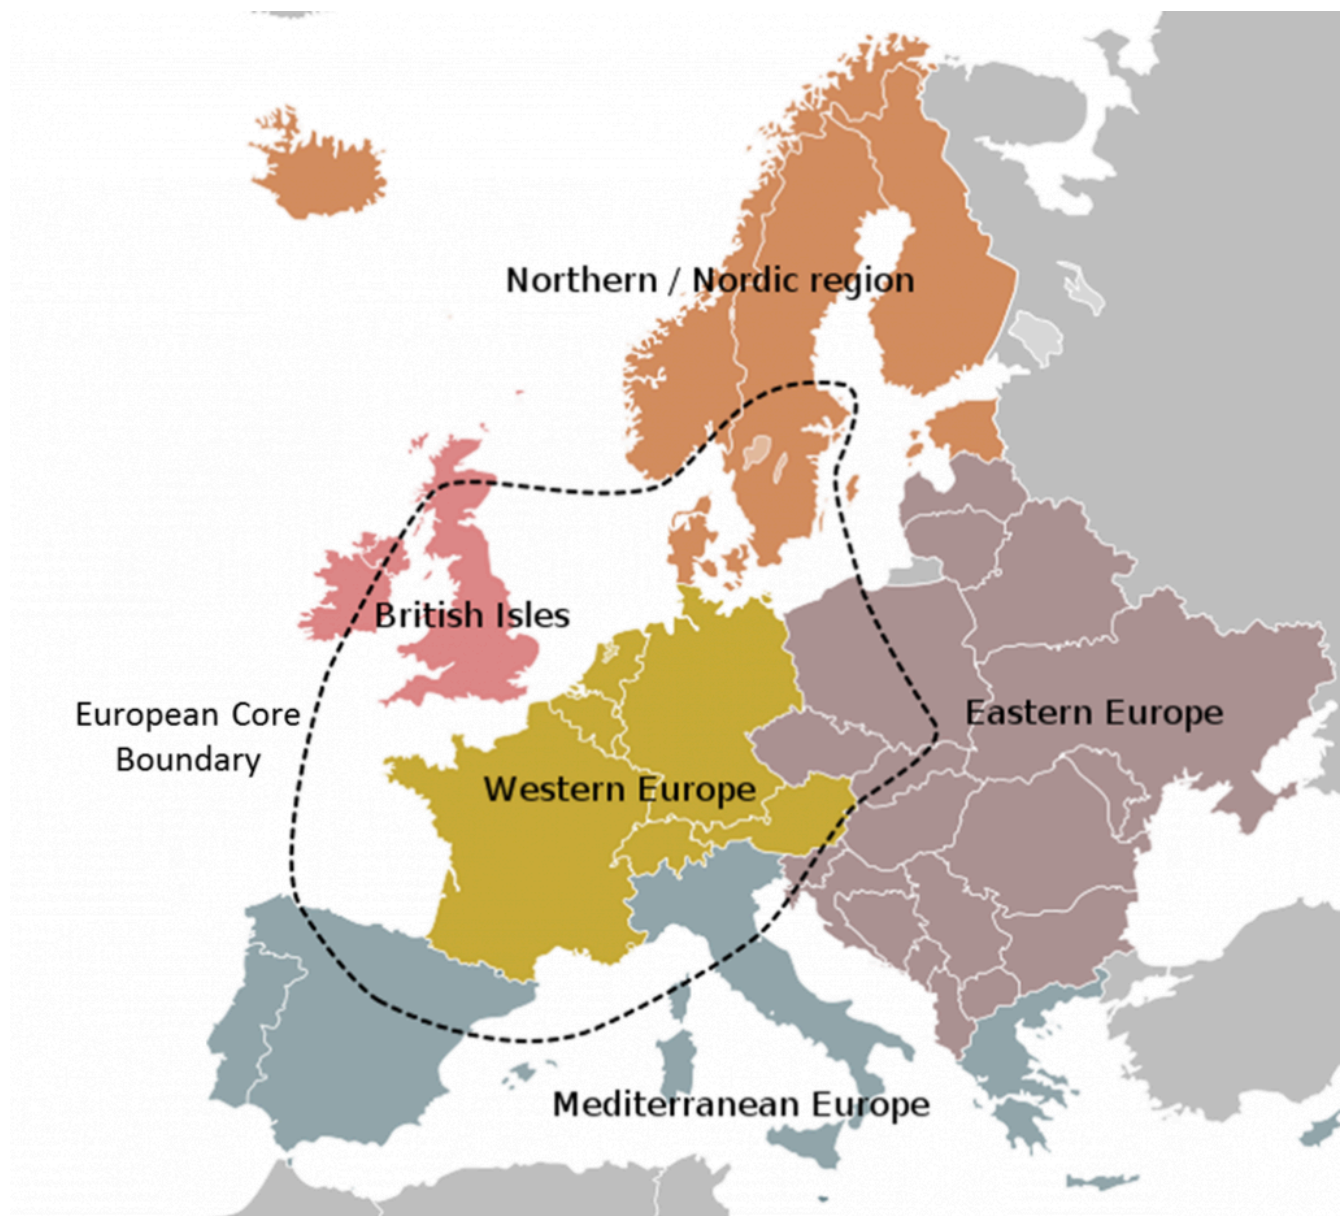 Northern / Nordic region
British Isles
European Core
Boundary
Eastern Europe
Western Europe
Mediterranean Europe